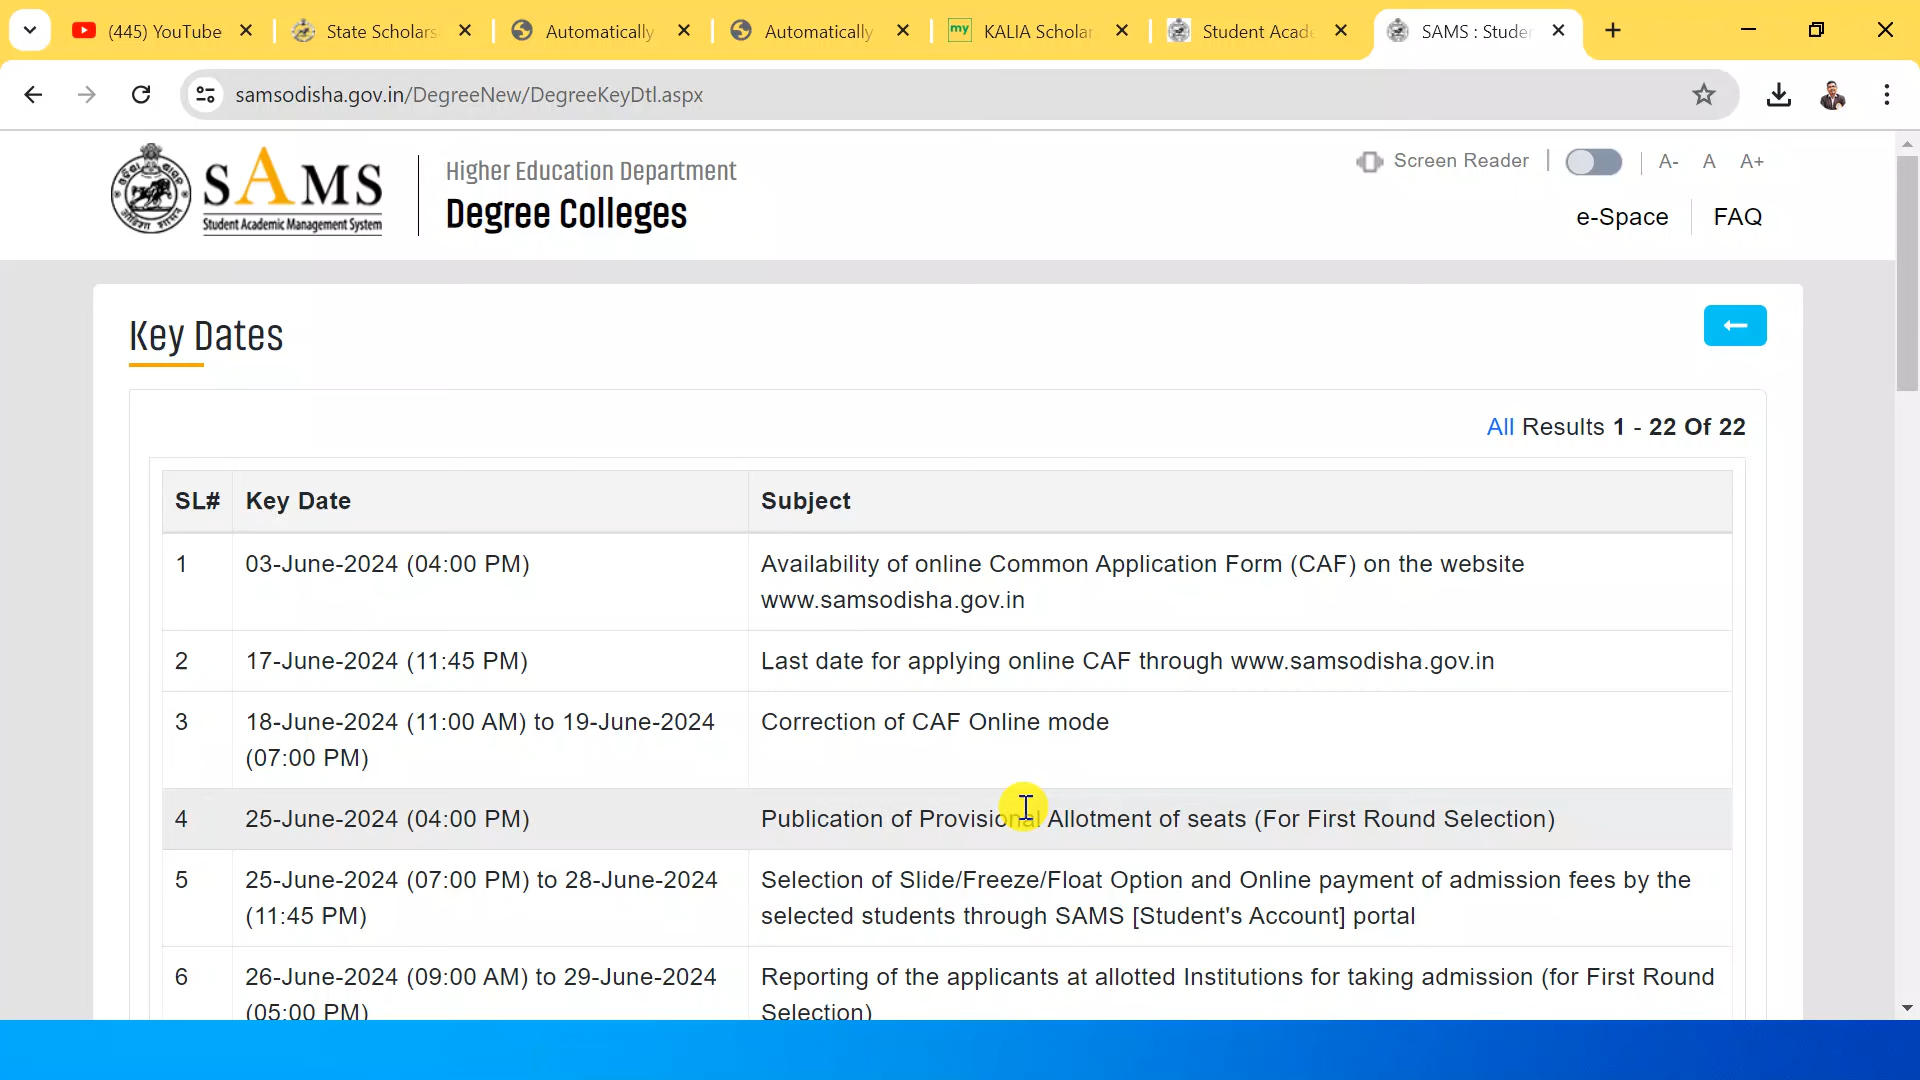 (445) YouTube
State Scholars
Automatically
Automatically
my KALIA Scholar
Student Acade
SAMS : Studen
samsodisha.gov.in/DegreeNew/DegreeKeyDtl.aspx
SAMS
Student Academic Management System
Higher Education Department
Degree Colleges
Screen Reader
A- A A+
e-Space FAQ
Key Dates
All Results 1 - 22 Of 22
SL# Key Date Subject
1 03-June-2024 (04:00 PM) Availability of online Common Application Form (CAF) on the website
www.samsodisha.gov.in
2 17-June-2024 (11:45 PM) Last date for applying online CAF through www.samsodisha.gov.in
3 18-June-2024 (11:00 AM) to 19-June-2024 Correction of CAF Online mode
(07:00 PM)
4 25-June-2024 (04:00 PM) Publication of Provisional Allotment of seats (For First Round Selection)
5 25-June-2024 (07:00 PM) to 28-June-2024 Selection of Slide/Freeze/Float Option and Online payment of admission fees by the
(11:45 PM) selected students through SAMS [Student's Account] portal
6 26-June-2024 (09:00 AM) to 29-June-2024 Reporting of the applicants at allotted Institutions for taking admission (for First Round
(05:00 PM) Selection)